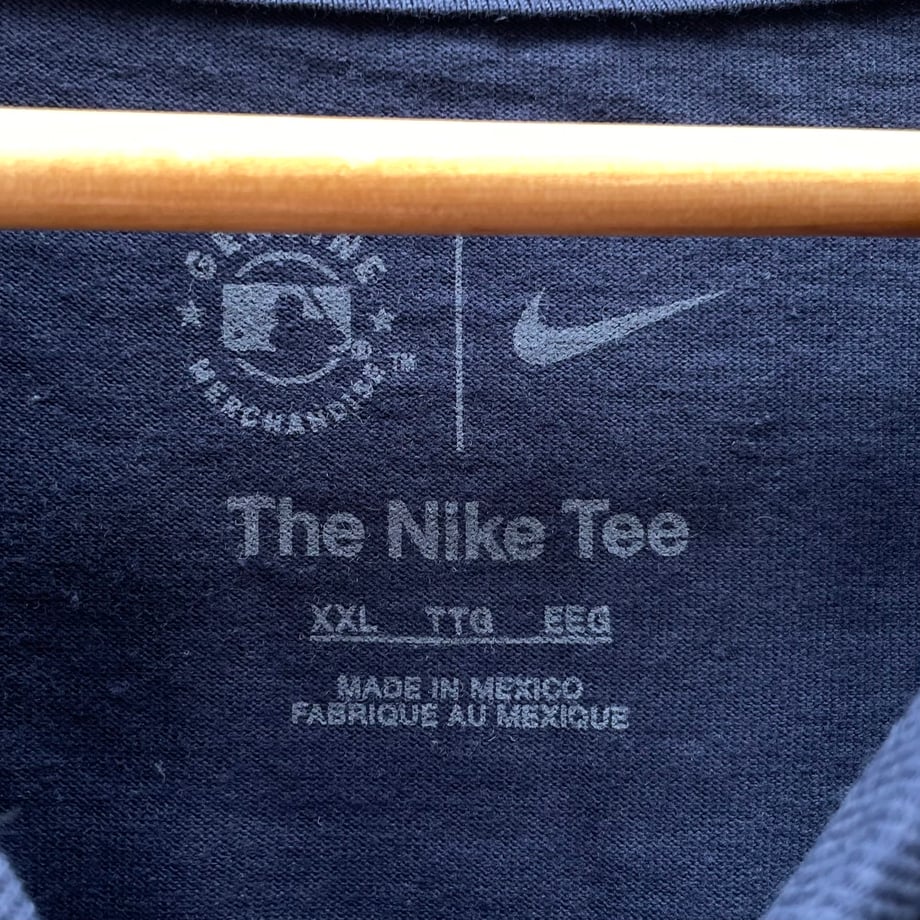 GENUINE
MERCHANDISE™
®
The Nike Tee
XXL TTG EEG
MADE IN MEXICO
FABRIQUE AU MEXIQUE